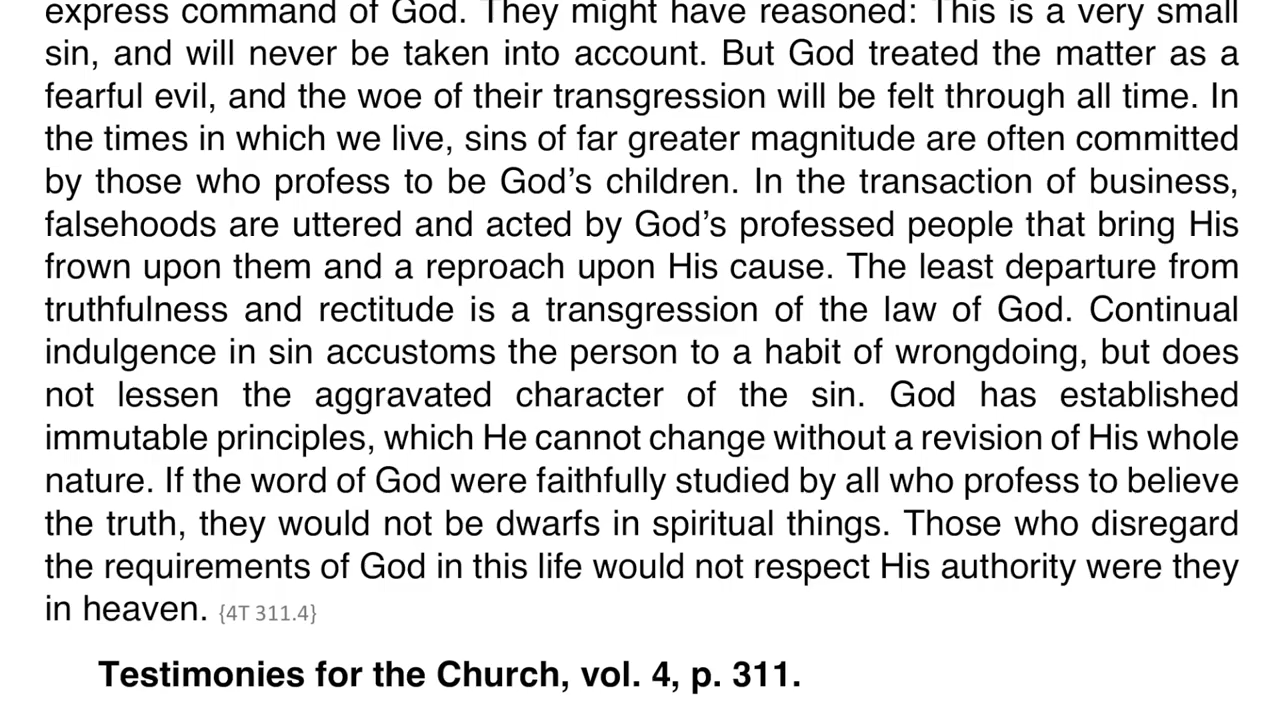 express command of God. They might have reasoned: This is a very small
sin, and will never be taken into account. But God treated the matter as a
fearful evil, and the woe of their transgression will be felt through all time. In
the times in which we live, sins of far greater magnitude are often committed
by those who profess to be God’s children. In the transaction of business,
falsehoods are uttered and acted by God’s professed people that bring His
frown upon them and a reproach upon His cause. The least departure from
truthfulness and rectitude is a transgression of the law of God. Continual
indulgence in sin accustoms the person to a habit of wrongdoing, but does
not lessen the aggravated character of the sin. God has established
immutable principles, which He cannot change without a revision of His whole
nature. If the word of God were faithfully studied by all who profess to believe
the truth, they would not be dwarfs in spiritual things. Those who disregard
the requirements of God in this life would not respect His authority were they
in heaven. {4T 311.4}
Testimonies for the Church, vol. 4, p. 311.